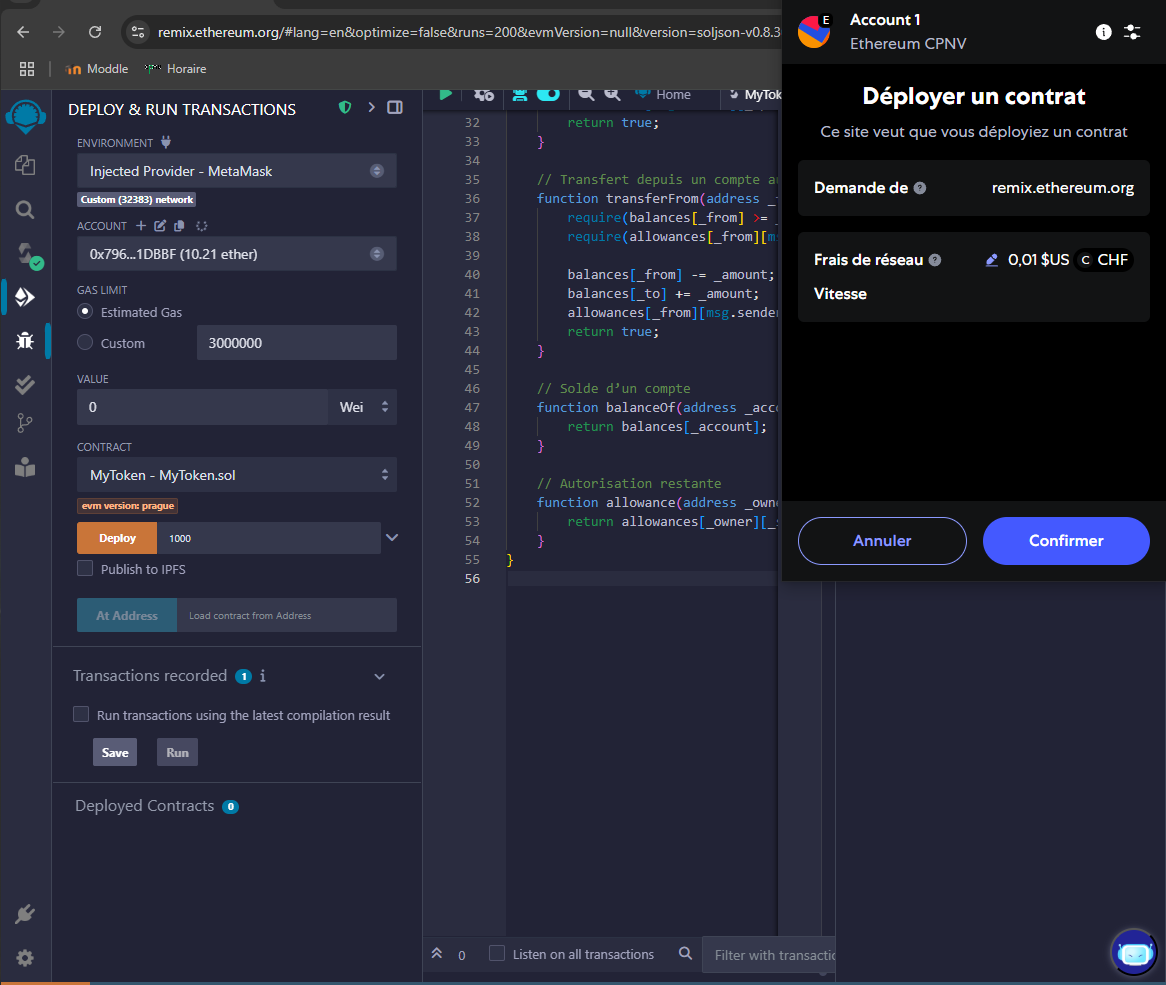 remix.ethereum.org/#lang=en&optimize=false&runs=200&evmVersion=null&version=soljson-v0.8.3
Moddle
Horaire
DEPLOY & RUN TRANSACTIONS
ENVIRONMENT
Injected Provider - MetaMask
Custom (32383) network
ACCOUNT
0x796...1DBBF (10.21 ether)
GAS LIMIT
Estimated Gas
Custom
3000000
VALUE
0
Wei
CONTRACT
MyToken - MyToken.sol
evm version: prague
Deploy
1000
Publish to IPFS
At Address
Load contract from Address
Transactions recorded 1 i
Run transactions using the latest compilation result
Save
Run
Deployed Contracts 0
Home
MyTok
32 return true;
33 }
34
35 // Transfert depuis un compte au
36 function transferFrom(address _
37 require(balances[_from] >= _
38 require(allowances[_from][ms
39
40 balances[_from] -= _amount;
41 balances[_to] += _amount;
42 allowances[_from][msg.sender
43 return true;
44 }
45
46 // Solde d’un compte
47 function balanceOf(address _acco
48 return balances[_account];
49 }
50
51 // Autorisation restante
52 function allowance(address _owne
53 return allowances[_owner][_s
54 }
55 }
56
0
Listen on all transactions
Filter with transactio
E
Account 1
Ethereum CPNV
Déployer un contrat
Ce site veut que vous déployiez un contrat
Demande de ?
remix.ethereum.org
Frais de réseau ?
0,01 $US C CHF
Vitesse
Annuler
Confirmer